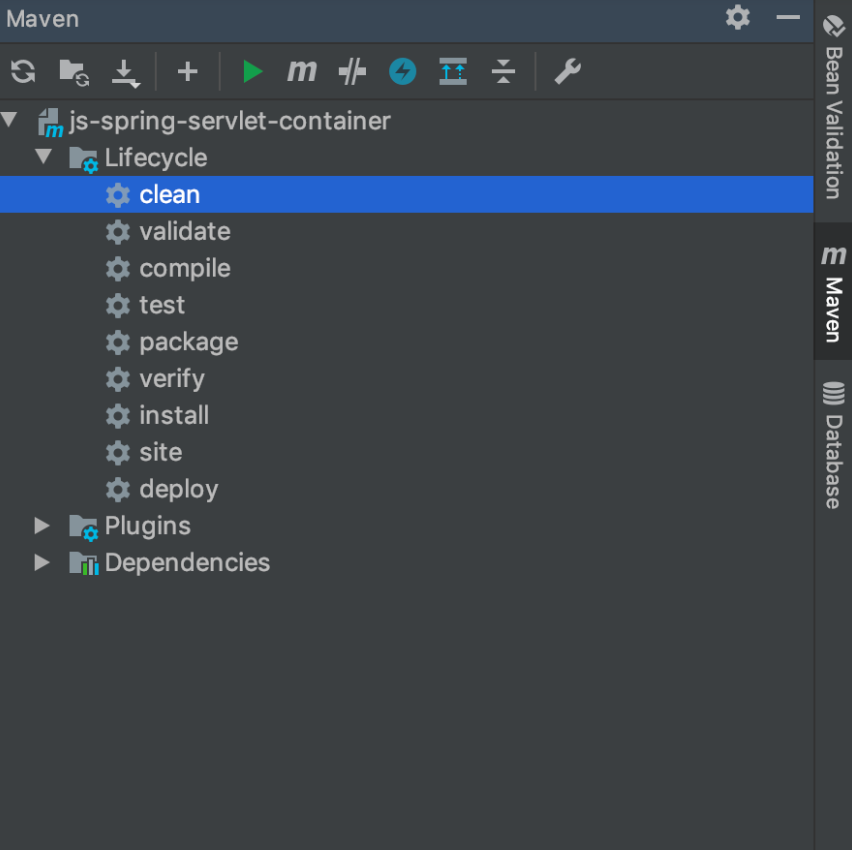 Maven
m
js-spring-servlet-container
Lifecycle
clean
validate
compile
test
package
verify
install
site
deploy
Plugins
Dependencies
Bean Validation
m
Maven
Database